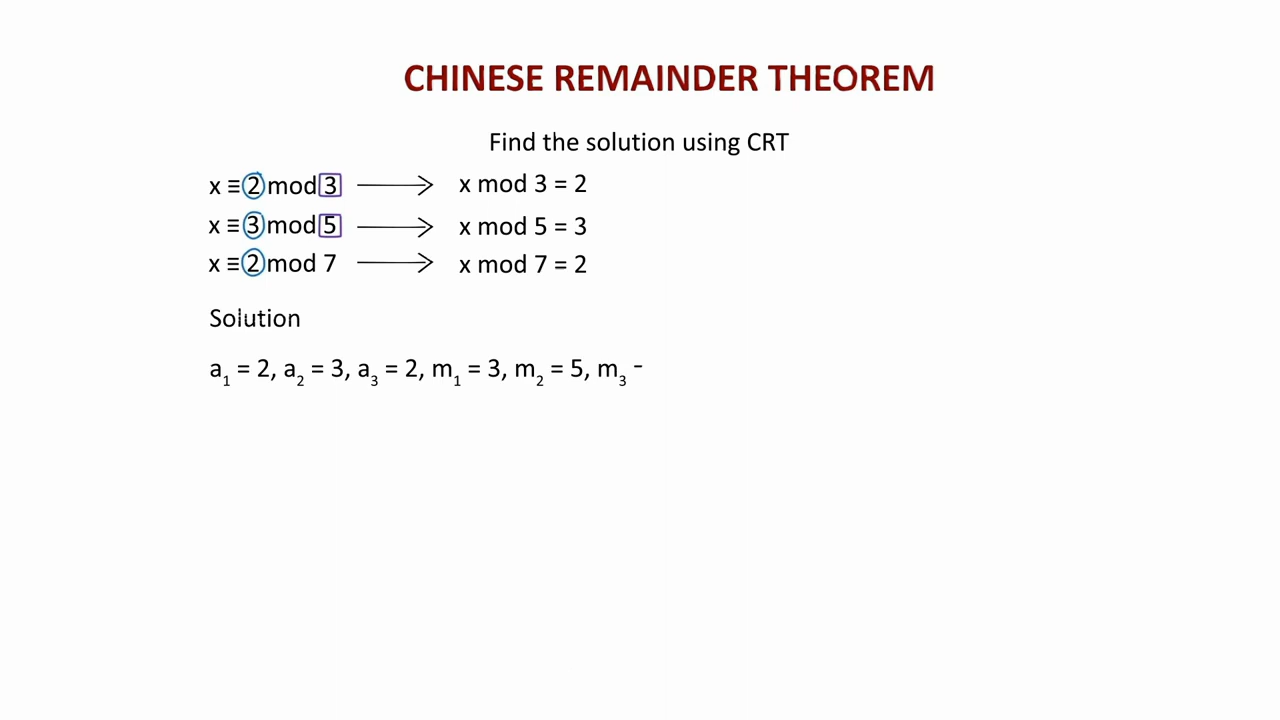 CHINESE REMAINDER THEOREM
Find the solution using CRT
x ≡ 2 mod 3 ⟶ x mod 3 = 2
x ≡ 3 mod 5 ⟶ x mod 5 = 3
x ≡ 2 mod 7 ⟶ x mod 7 = 2
Solution
a₁ = 2, a₂ = 3, a₃ = 2, m₁ = 3, m₂ = 5, m₃ -